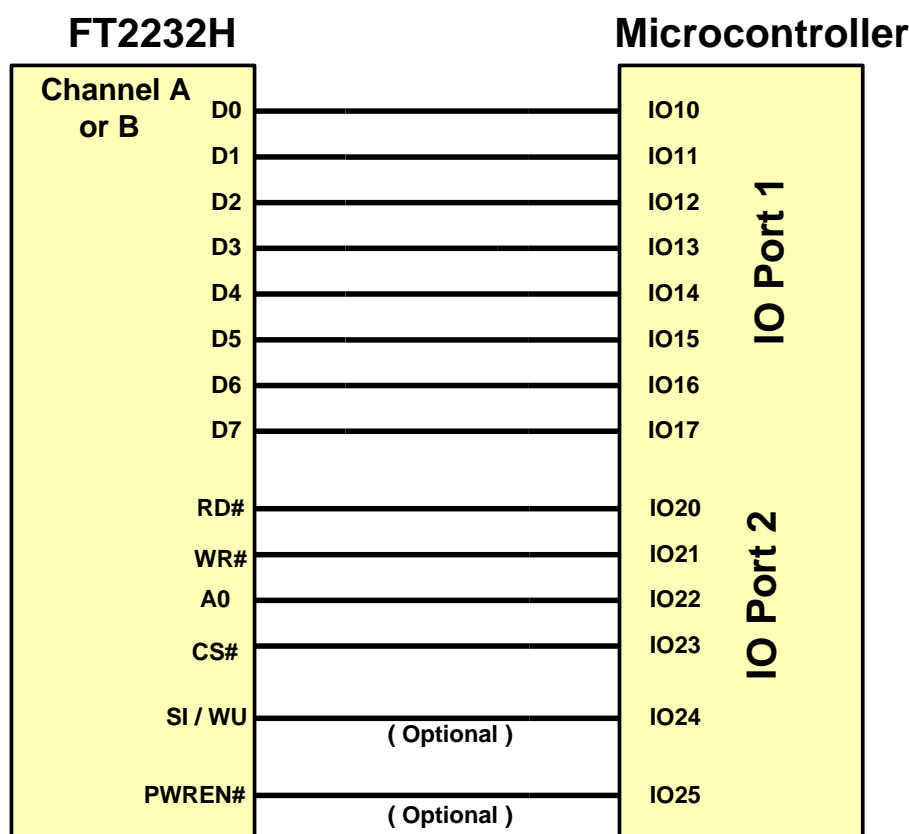 FT2232H
Microcontroller
Channel A
or B
D0
IO10
D1
IO11
D2
IO12
D3
IO13
D4
IO14
D5
IO15
D6
IO16
D7
IO17
IO Port 1
RD#
IO20
WR#
IO21
A0
IO22
CS#
IO23
IO Port 2
SI / WU
IO24
( Optional )
PWREN#
IO25
( Optional )